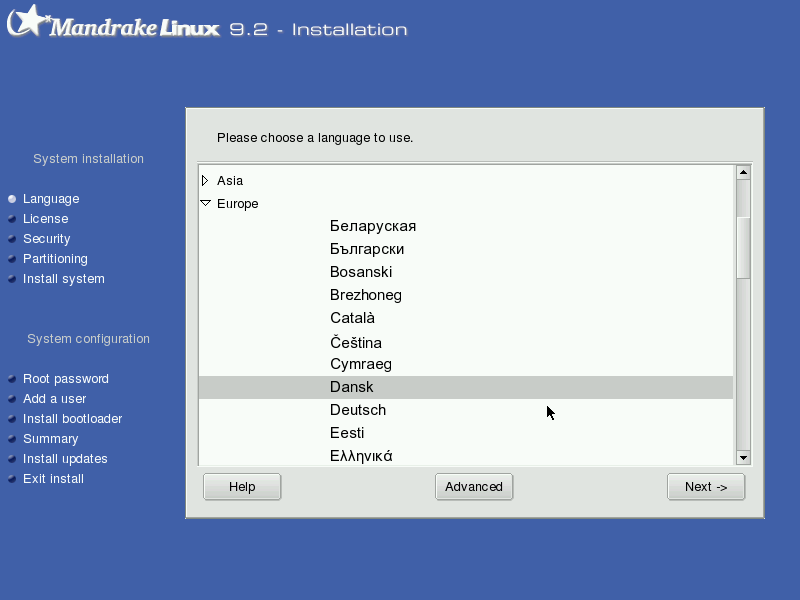 MandrakeLinux 9.2 - Installation
System installation
Language
License
Security
Partitioning
Install system
System configuration
Root password
Add a user
Install bootloader
Summary
Install updates
Exit install
Please choose a language to use.
Asia
Europe
Беларуская
Български
Bosanski
Brezhoneg
Català
Čeština
Cymraeg
Dansk
Deutsch
Eesti
Ελληνικά
Help
Advanced
Next ->